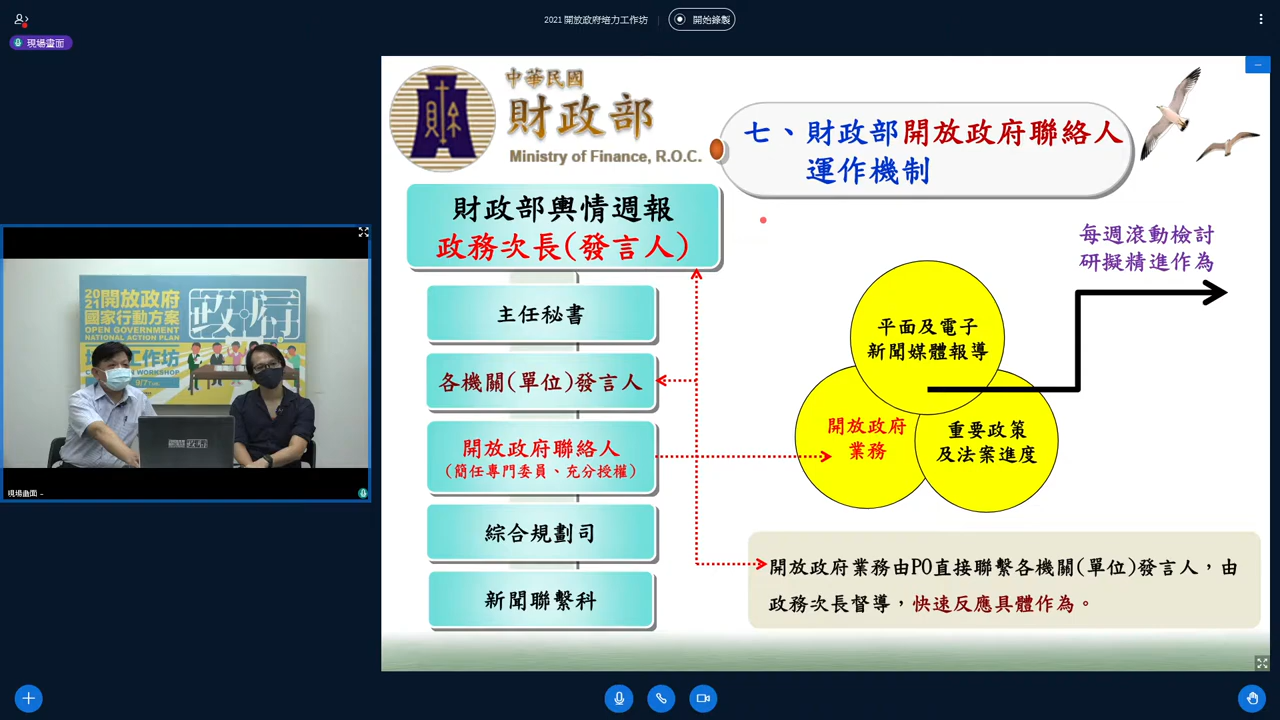 2021 開放政府培力工作坊
開始錄製
現場畫面
2021開放政府
國家行動方案
OPEN GOVERNMENT
NATIONAL ACTION PLAN
工作坊
現場畫面
中華民國
財政部
Ministry of Finance, R.O.C.
七、財政部開放政府聯絡人
運作機制
財政部輿情週報
政務次長(發言人)
主任秘書
各機關(單位)發言人
開放政府聯絡人
(簡任專門委員、充分授權)
綜合規劃司
新聞聯繫科
每週滾動檢討
研擬精進作為
平面及電子
新聞媒體報導
開放政府
業務
重要政策
及法案進度
開放政府業務由PO直接聯繫各機關(單位)發言人，由
政務次長督導，快速反應具體作為。